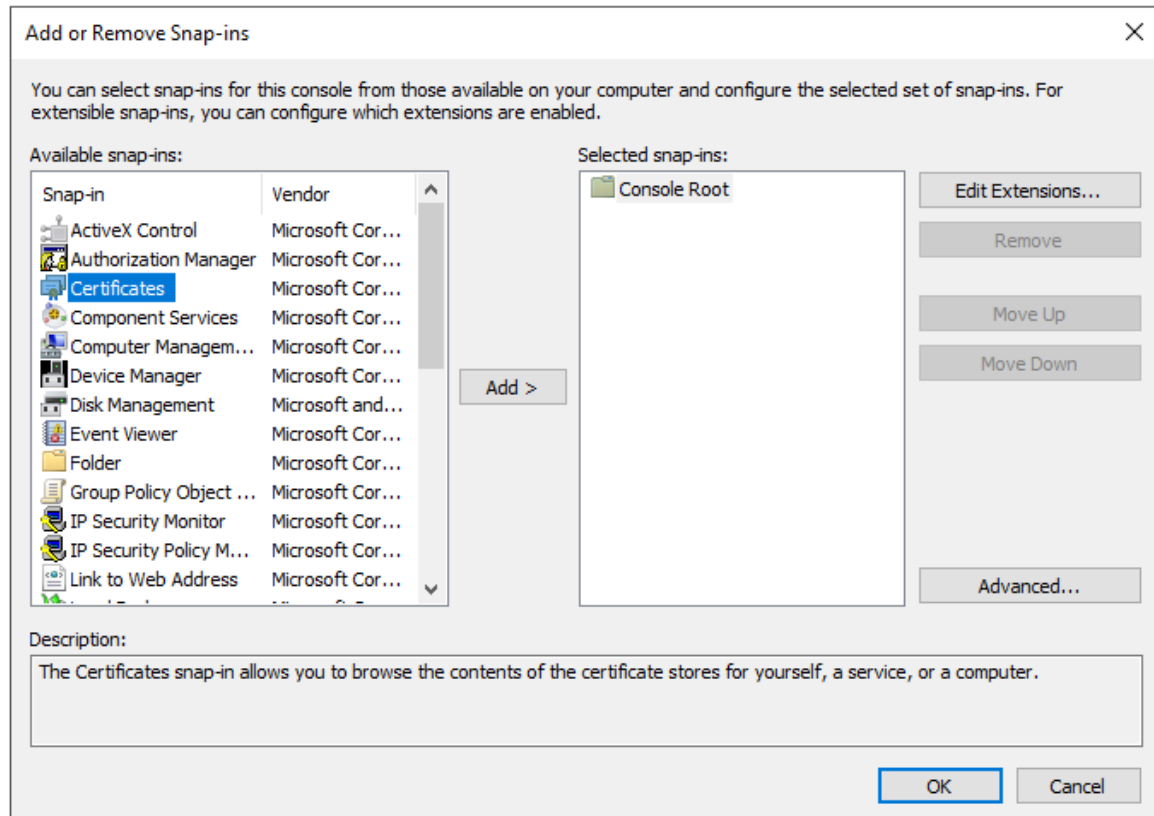 Add or Remove Snap-ins
You can select snap-ins for this console from those available on your computer and configure the selected set of snap-ins. For
extensible snap-ins, you can configure which extensions are enabled.
Available snap-ins:
Snap-in Vendor
ActiveX Control Microsoft Cor...
Authorization Manager Microsoft Cor...
Certificates Microsoft Cor...
Component Services Microsoft Cor...
Computer Managem... Microsoft Cor...
Device Manager Microsoft Cor...
Disk Management Microsoft and...
Event Viewer Microsoft Cor...
Folder Microsoft Cor...
Group Policy Object ... Microsoft Cor...
IP Security Monitor Microsoft Cor...
IP Security Policy M... Microsoft Cor...
Link to Web Address Microsoft Cor...
Add >
Selected snap-ins:
Console Root
Edit Extensions...
Remove
Move Up
Move Down
Advanced...
Description:
The Certificates snap-in allows you to browse the contents of the certificate stores for yourself, a service, or a computer.
OK Cancel